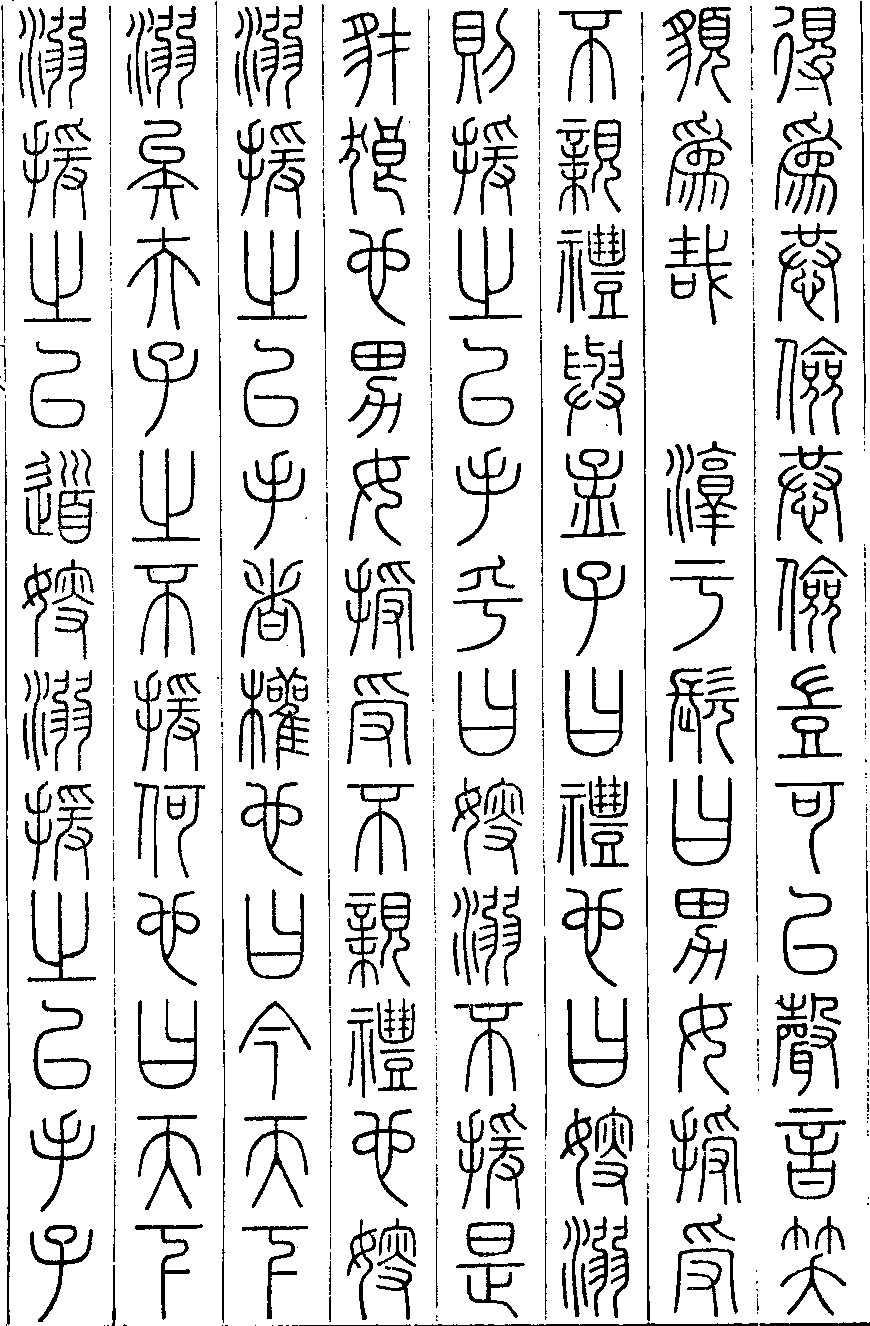 得為恭儉恭儉豈可以聲音笑
貌為哉　淳于髡曰男女授受
不親禮與孟子曰禮也曰嫂溺
則援之以手乎曰嫂溺不援是
豺狼也男女授受不親禮也嫂
溺援之以手者權也曰今天下
溺矣夫子之不援何也曰天下
溺援之以道嫂溺援之以手子